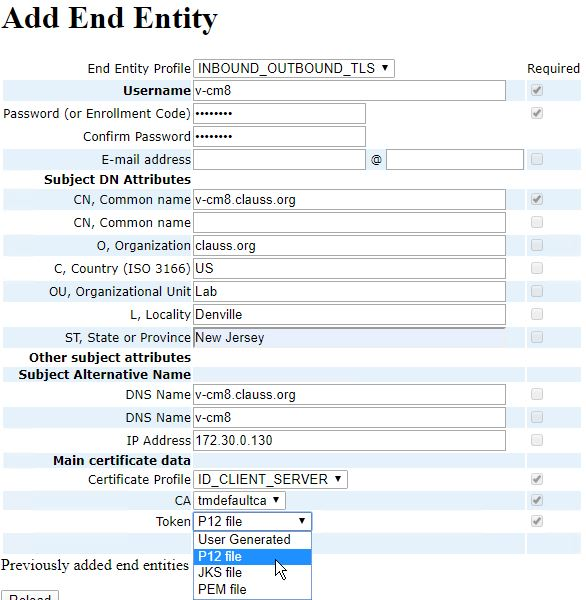 Add End Entity
End Entity Profile INBOUND_OUTBOUND_TLS Required
Username v-cm8
Password (or Enrollment Code) ••••••••
Confirm Password ••••••••
E-mail address @
Subject DN Attributes
CN, Common name v-cm8.clauss.org
CN, Common name
O, Organization clauss.org
C, Country (ISO 3166) US
OU, Organizational Unit Lab
L, Locality Denville
ST, State or Province New Jersey
Other subject attributes
Subject Alternative Name
DNS Name v-cm8.clauss.org
DNS Name v-cm8
IP Address 172.30.0.130
Main certificate data
Certificate Profile ID_CLIENT_SERVER
CA tmdefaultca
Token P12 file
User Generated
P12 file
JKS file
PEM file
Previously added end entities
Reload